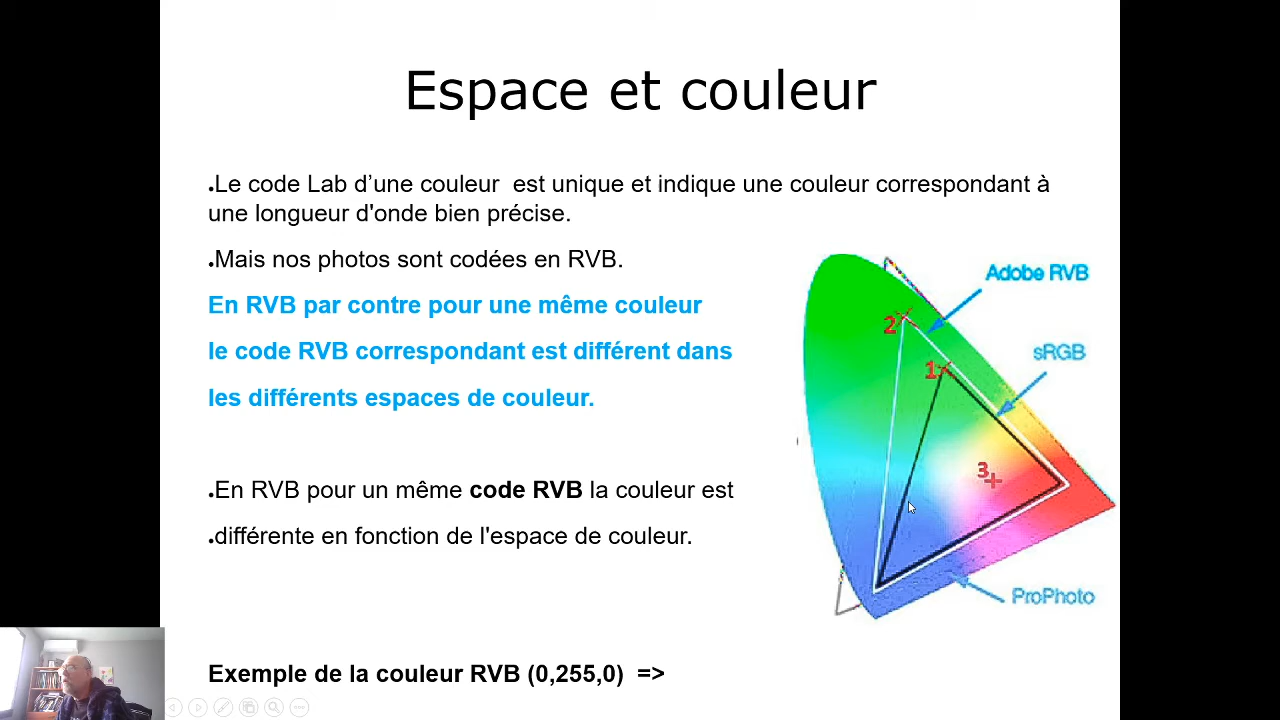 Espace et couleur
●Le code Lab d’une couleur  est unique et indique une couleur correspondant à
une longueur d'onde bien précise.
●Mais nos photos sont codées en RVB.
En RVB par contre pour une même couleur
le code RVB correspondant est différent dans
les différents espaces de couleur.
●En RVB pour un même code RVB la couleur est
●différente en fonction de l'espace de couleur.
Exemple de la couleur RVB (0,255,0)  =>
Adobe RVB
2
sRGB
1
3
ProPhoto